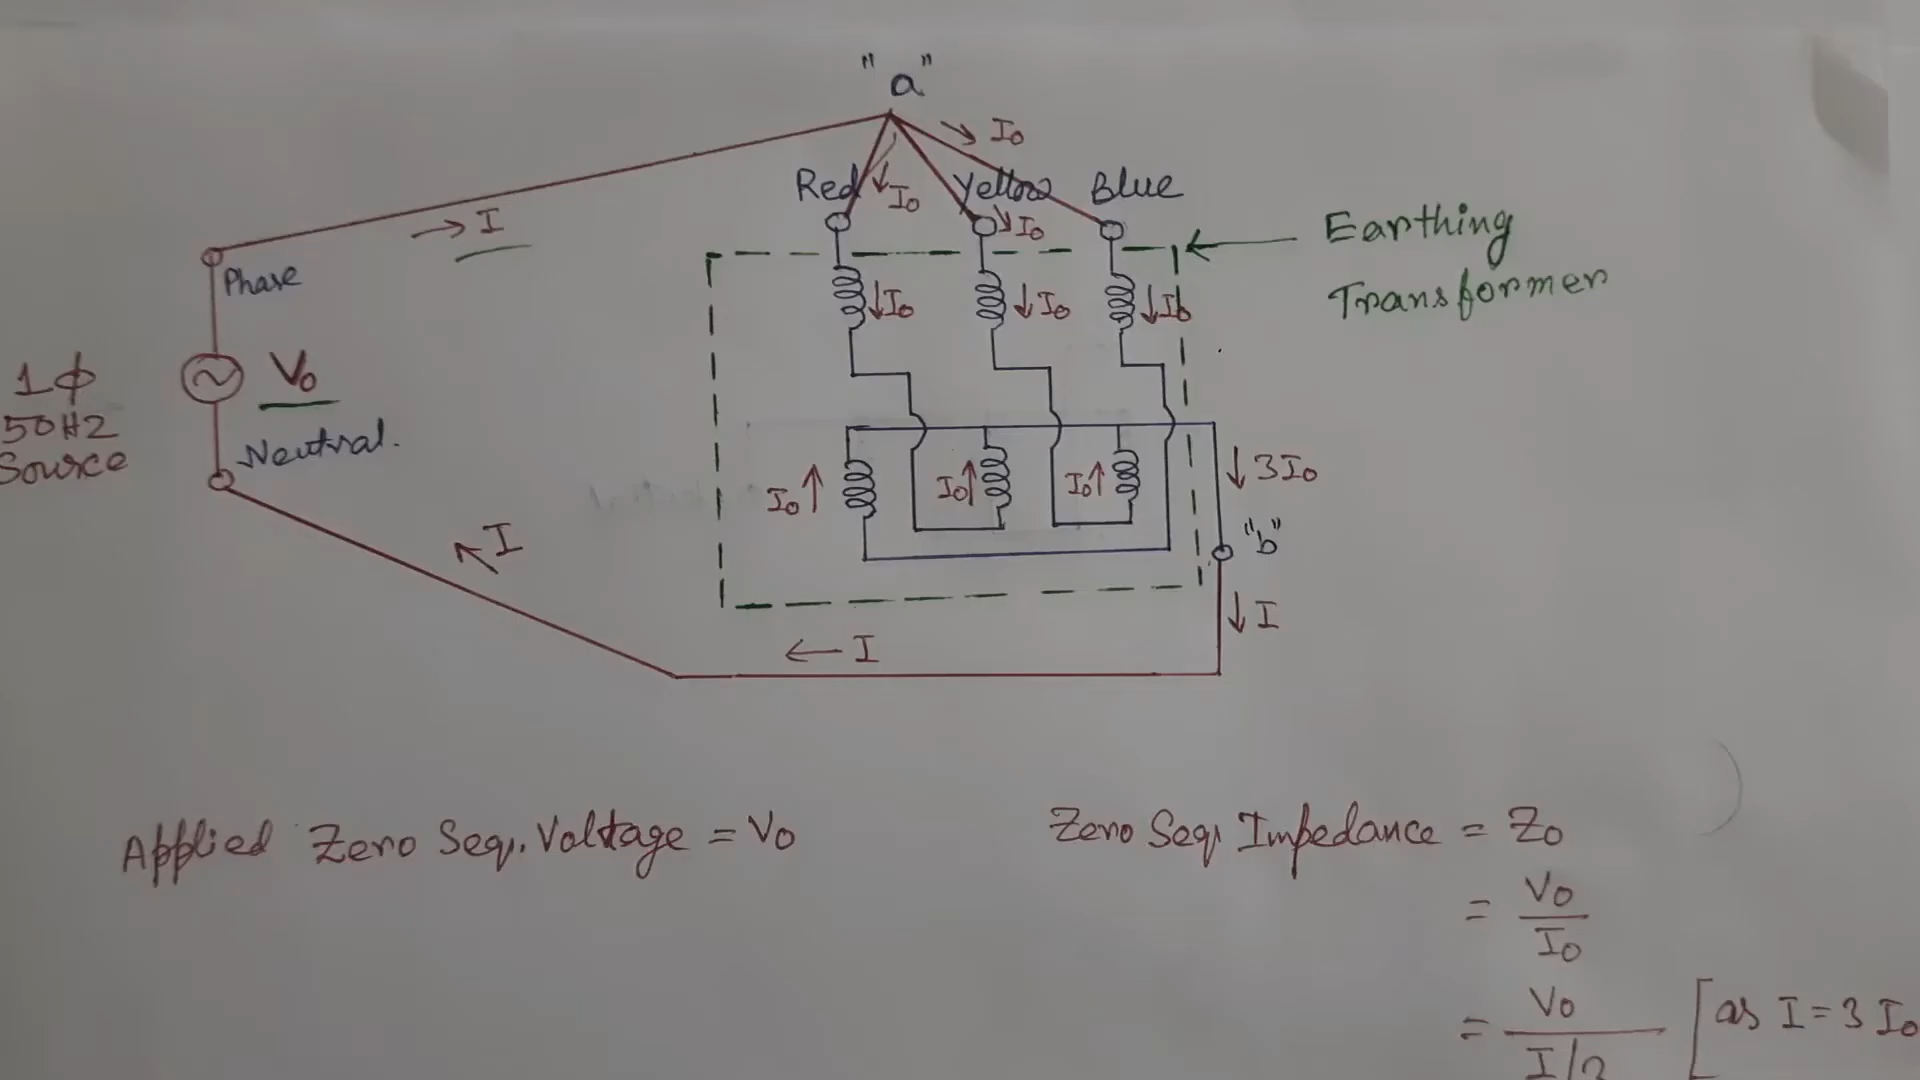 "a"
I₀
Red
I₀
Yellow
Blue
I₀
I
Earthing
Transformer
Phase
I₀
I₀
I₀
1ϕ
50HZ
Source
V₀
Neutral.
I₀
I₀
I₀
3I₀
"b"
I
I
I
Applied Zero Seq. Voltage = V₀
Zero Seq. Impedance = Z₀
= V₀
I₀
= V₀
[as I = 3 I₀